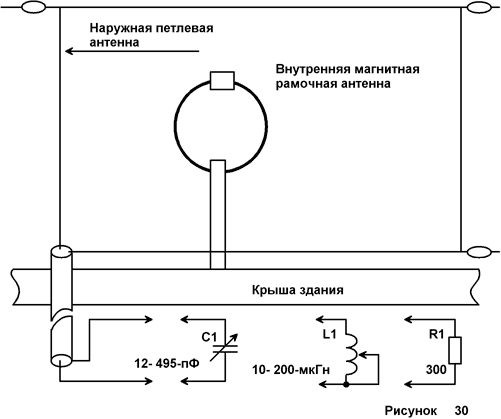 Наружная петлевая
антенна
Внутренняя магнитная
рамочная антенна
Крыша здания
C1
12- 495-пФ
L1
10- 200-мкГн
R1
300
Рисунок 30